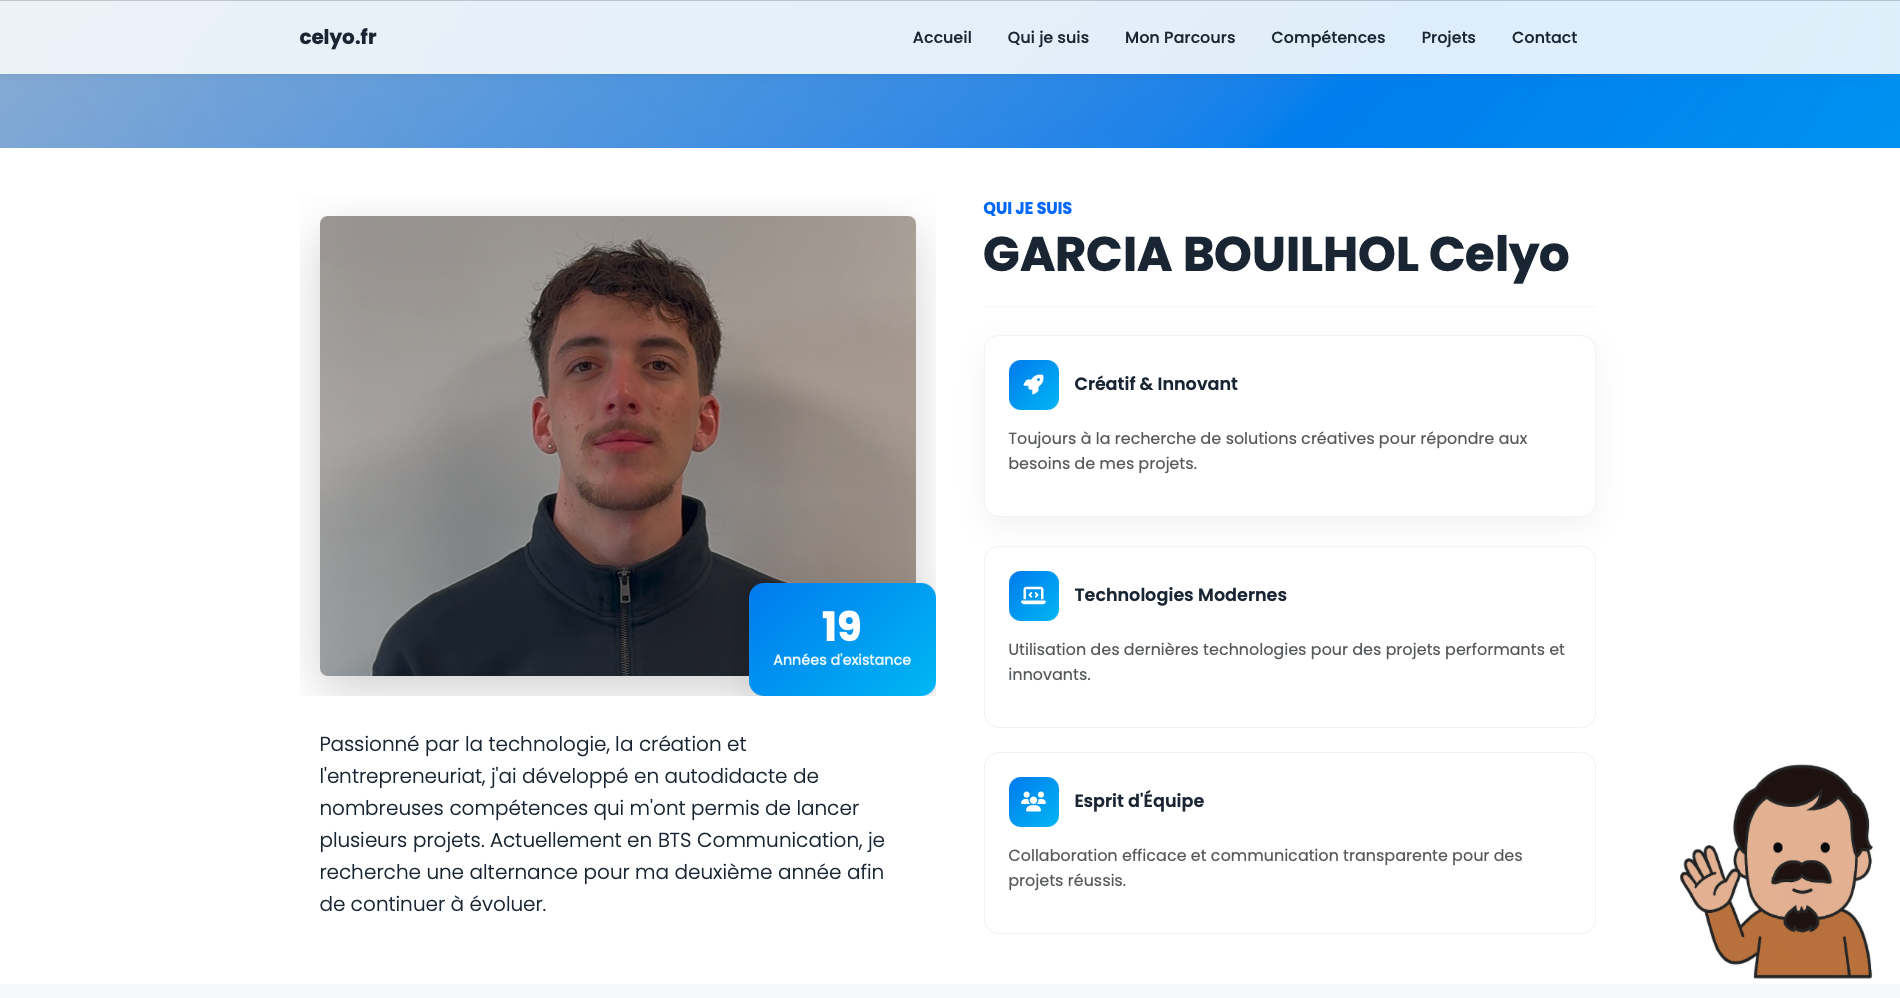 celyo.fr
Accueil
Qui je suis
Mon Parcours
Compétences
Projets
Contact
19
Années d'existance
Passionné par la technologie, la création et
l'entrepreneuriat, j'ai développé en autodidacte de
nombreuses compétences qui m'ont permis de lancer
plusieurs projets. Actuellement en BTS Communication, je
recherche une alternance pour ma deuxième année afin
de continuer à évoluer.
QUI JE SUIS
GARCIA BOUILHOL Celyo
Créatif & Innovant
Toujours à la recherche de solutions créatives pour répondre aux
besoins de mes projets.
Technologies Modernes
Utilisation des dernières technologies pour des projets performants et
innovants.
Esprit d'Équipe
Collaboration efficace et communication transparente pour des
projets réussis.